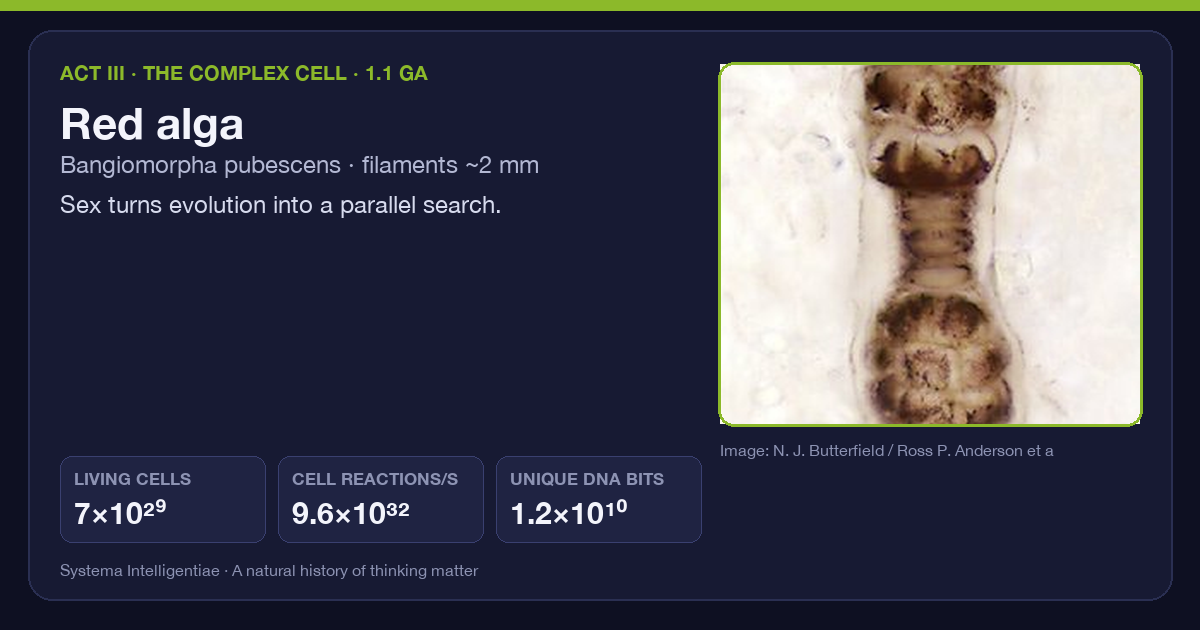 ACT III · THE COMPLEX CELL · 1.1 GA
Red alga
Bangiomorpha pubescens · filaments ~2 mm
Sex turns evolution into a parallel search.
Image: N. J. Butterfield / Ross P. Anderson et a
LIVING CELLS
7×10²⁹
CELL REACTIONS/S
9.6×10³²
UNIQUE DNA BITS
1.2×10¹⁰
Systema Intelligentiae · A natural history of thinking matter